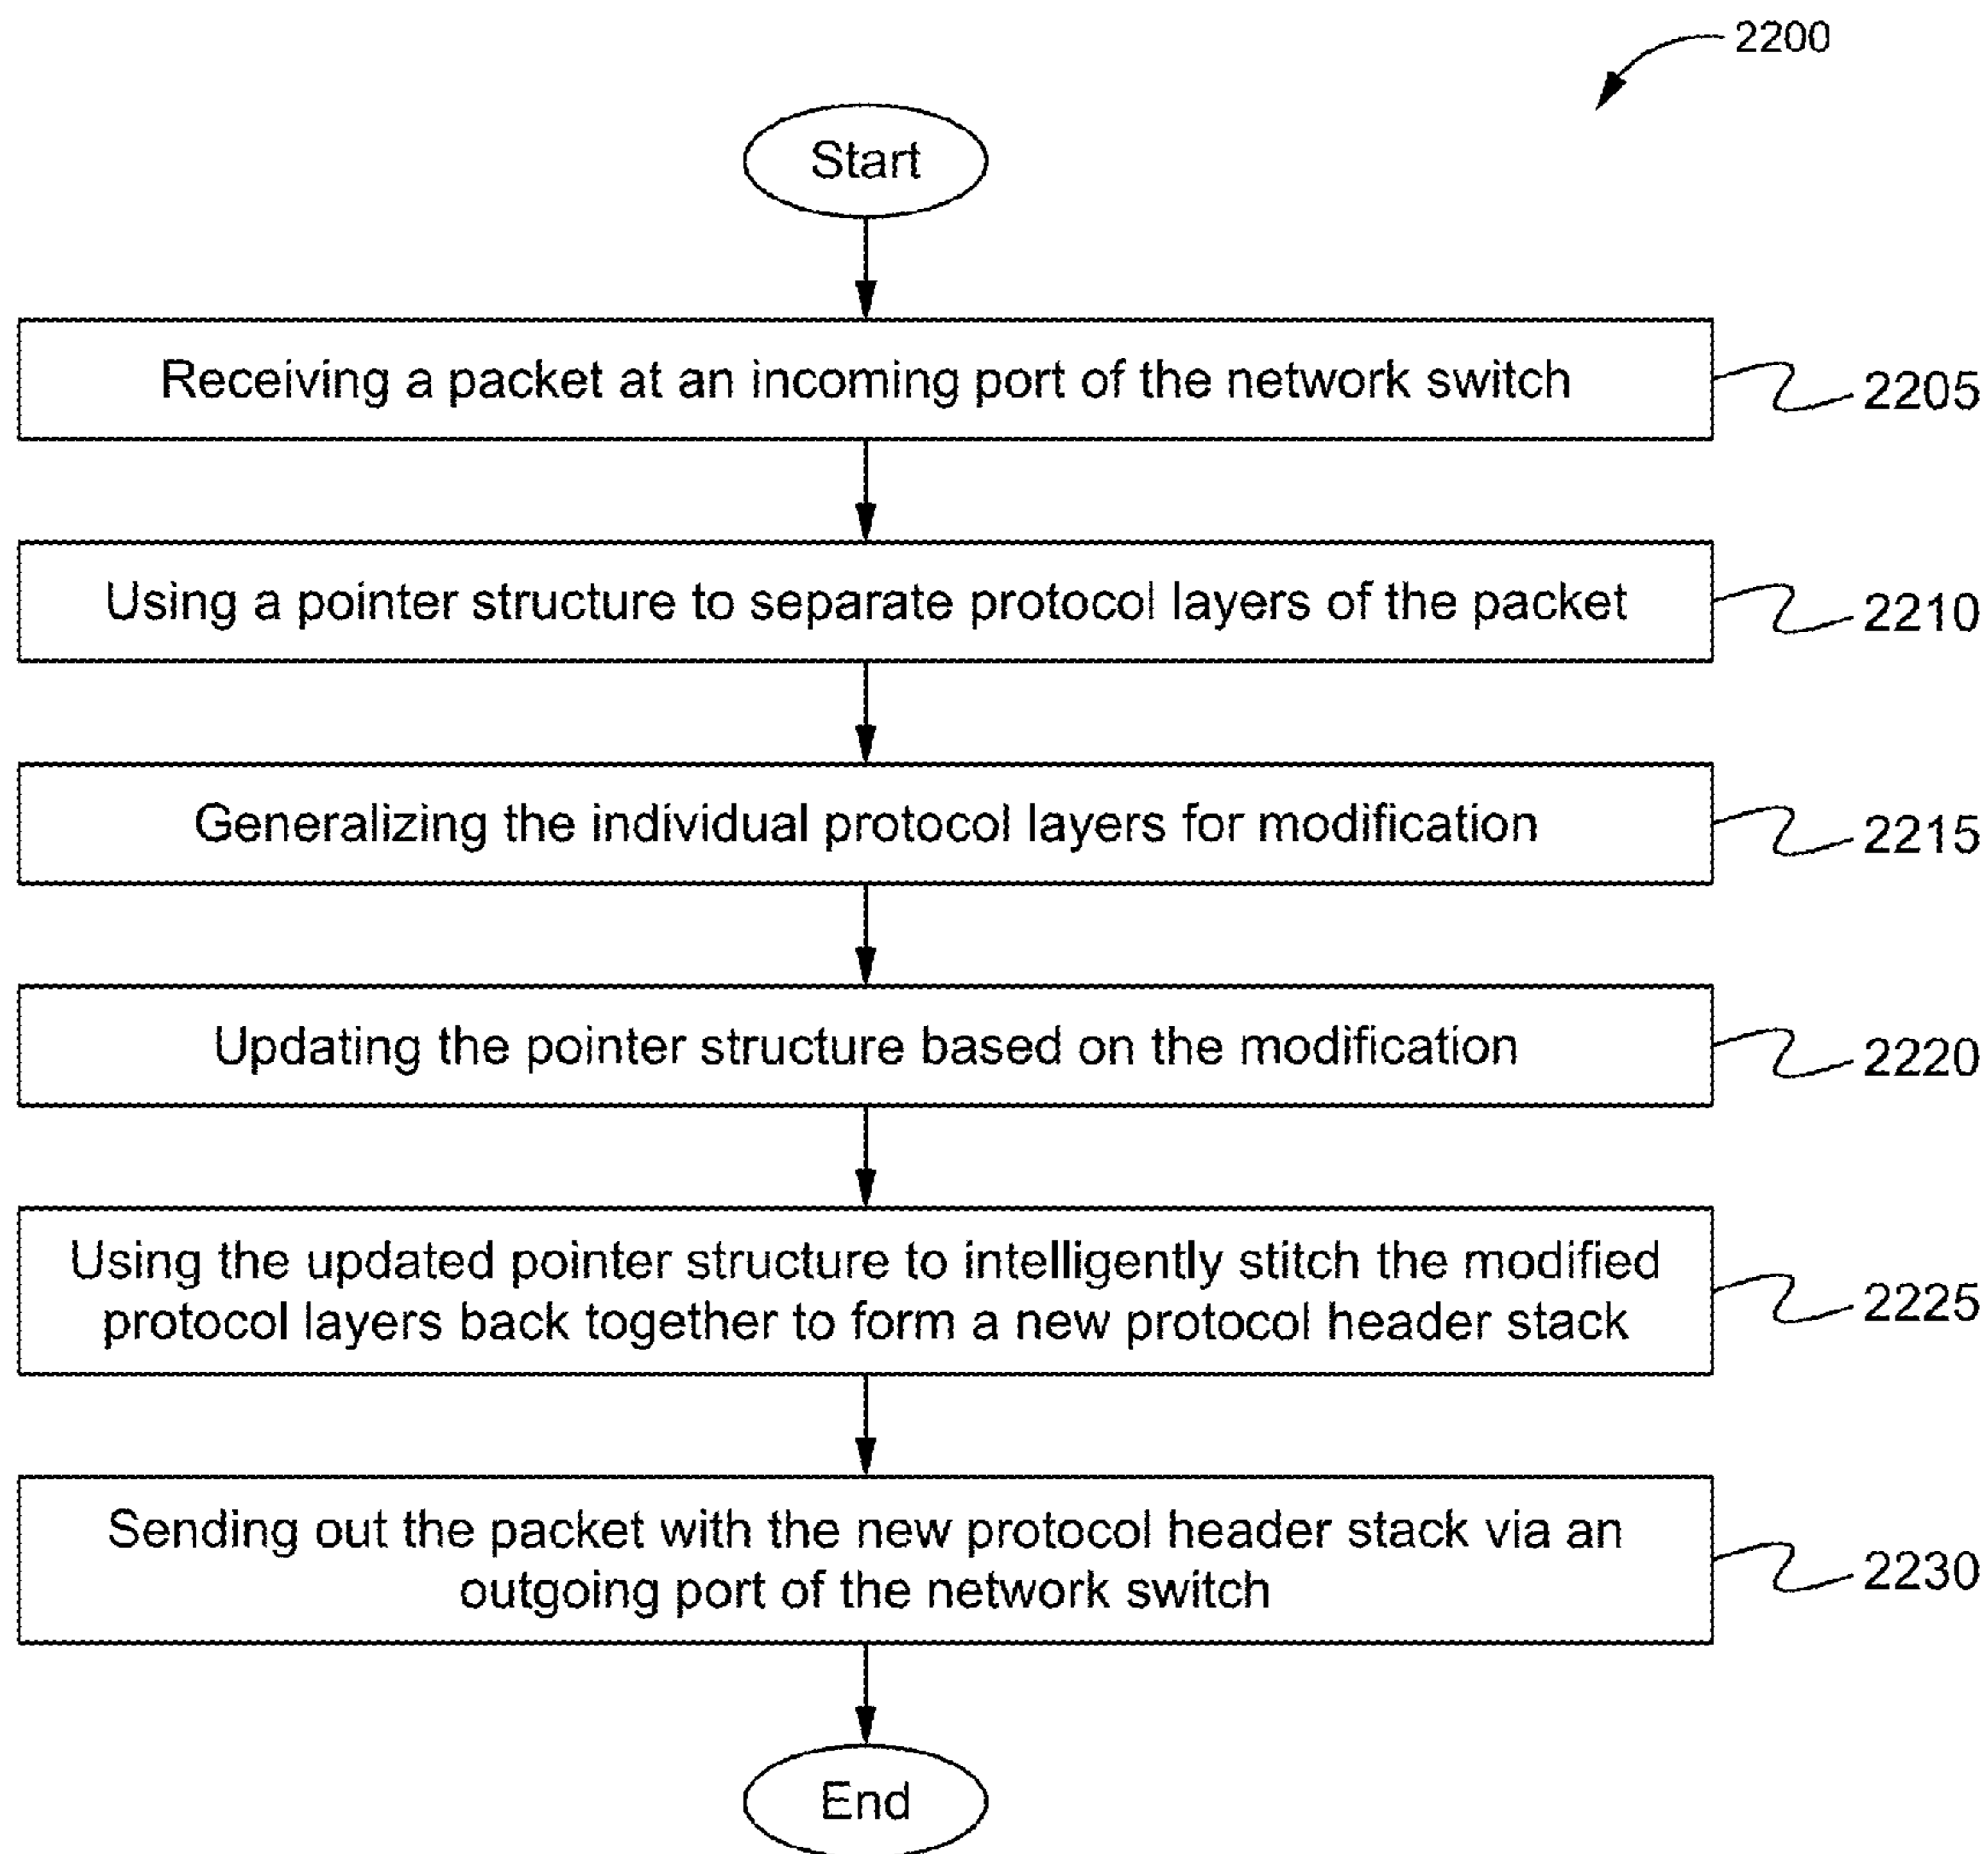 2200
Start
Receiving a packet at an incoming port of the network switch
2205
Using a pointer structure to separate protocol layers of the packet
2210
Generalizing the individual protocol layers for modification
2215
Updating the pointer structure based on the modification
2220
Using the updated pointer structure to intelligently stitch the modified
protocol layers back together to form a new protocol header stack
2225
Sending out the packet with the new protocol header stack via an
outgoing port of the network switch
2230
End